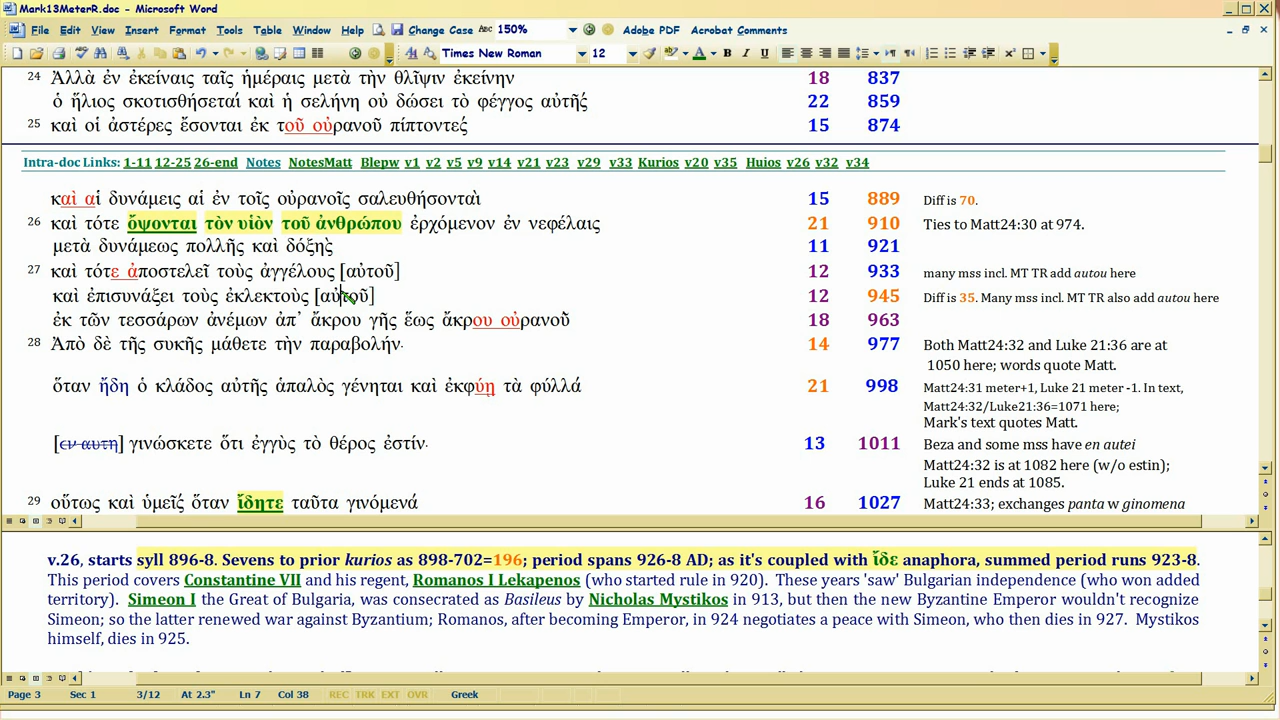 Mark13MeterR.doc - Microsoft Word
File Edit View Insert Format Tools Table Window Help Change Case 150% Adobe PDF Acrobat Comments
Times New Roman 12 B I U
24 Ἀλλὰ ἐν ἐκείναις ταῖς ἡμέραις μετὰ τὴν θλῖψιν ἐκείνην 18 837
ὁ ἥλιος σκοτισθήσεταί καὶ ἡ σελήνη οὐ δώσει τὸ φέγγος αὐτῆς́ 22 859
25 καὶ οἱ ἀστέρες ἔσονται ἐκ τοῦ οὐρανοῦ πίπτοντες́ 15 874
Intra-doc Links: 1-11 12-25 26-end Notes NotesMatt Blepw v1 v2 v5 v9 v14 v21 v23 v29 v33 Kurios v20 v35 Huios v26 v32 v34
καὶ αἱ δυνάμεις αἱ ἐν τοῖς οὐρανοῖς σαλευθήσονταὶ 15 889 Diff is 70.
26 καὶ τότε ὄψονται τὸν υἱὸν τοῦ ἀνθρώπου ἐρχόμενον ἐν νεφέλαις 21 910 Ties to Matt24:30 at 974.
μετὰ δυνάμεως πολλῆς καὶ δόξης̀ 11 921
27 καὶ τότε ἀποστελεῖ τοὺς ἀγγέλους [αὐτοῦ] 12 933 many mss incl. MT TR add autou here
καὶ ἐπισυνάξει τοὺς ἐκλεκτοὺς [αὐτοῦ] 12 945 Diff is 35. Many mss incl. MT TR also add autou here
ἐκ τῶν τεσσάρων ἀνέμων ἀπ᾽ ἄκρου γῆς ἕως ἄκρου οὐρανοῦ 18 963
28 Ἀπὸ δὲ τῆς συκῆς μάθετε τὴν παραβολήν· 14 977 Both Matt24:32 and Luke 21:36 are at
1050 here; words quote Matt.
ὅταν ἤδη ὁ κλάδος αὐτῆς ἁπαλὸς γένηται καὶ ἐκφύῃ τὰ φύλλά 21 998 Matt24:31 meter+1, Luke 21 meter -1. In text,
Matt24:32/Luke21:36=1071 here;
Mark's text quotes Matt.
[εν αυτη] γινώσκετε ὅτι ἐγγὺς τὸ θέρος ἐστίν· 13 1011 Beza and some mss have en autei
Matt24:32 is at 1082 here (w/o estin);
Luke 21 ends at 1085.
29 οὕτως καὶ ὑμεῖς́ ὅταν ἴδητε ταῦτα γινόμενά 16 1027 Matt24:33; exchanges panta w ginomena
v.26, starts syll 896-8. Sevens to prior kurios as 898-702=196; period spans 926-8 AD; as it's coupled with ἴδε anaphora, summed period runs 923-8.
This period covers Constantine VII and his regent, Romanos I Lekapenos (who started rule in 920). These years 'saw' Bulgarian independence (who won added
territory). Simeon I the Great of Bulgaria, was consecrated as Basileus by Nicholas Mystikos in 913, but then the new Byzantine Emperor wouldn't recognize
Simeon; so the latter renewed war against Byzantium; Romanos, after becoming Emperor, in 924 negotiates a peace with Simeon, who then dies in 927. Mystikos
himself, dies in 925.
Page 3 Sec 1 3/12 At 2.3" Ln 7 Col 38 REC TRK EXT OVR Greek